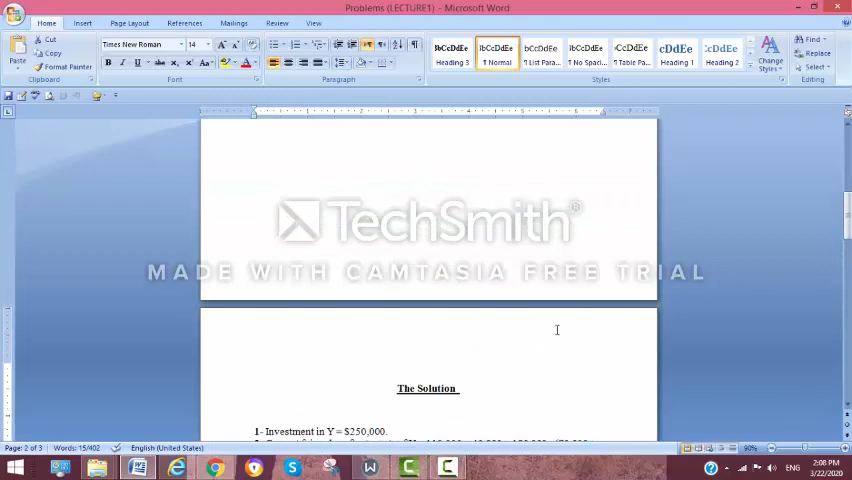 Problems (LECTURE1) - Microsoft Word
Home Insert Page Layout References Mailings Review View
Paste
Cut
Copy
Format Painter
Clipboard
Times New Roman 14
Font
Paragraph
AaBbCcDdEe AaBbCcDdEe AaBbCcDdEe AaBbCcDdEe
Heading 3 ¶ Normal ¶ List Para... ¶ No Spaci... ¶ Table Pa... Heading 1 Heading 2
Change
Styles
Styles
Find
Replace
Select
Editing
TechSmith®
MADE WITH CAMTASIA FREE TRIAL
The Solution
1- Investment in Y = $250,000.
Page: 2 of 3 Words: 15/402 English (United States) 90%
ENG
2:08 PM
3/22/2020